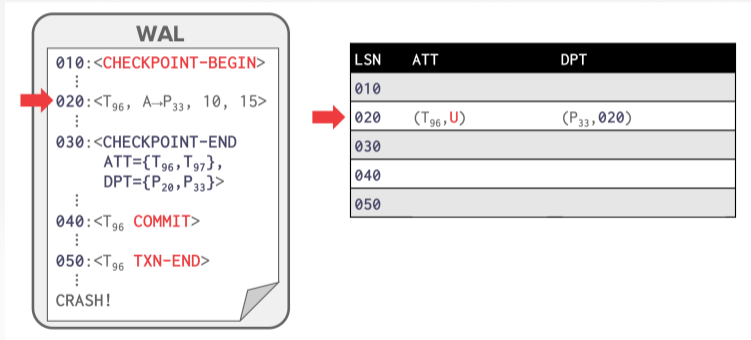 WAL
010:<CHECKPOINT-BEGIN>
⋮
020:<T₉₆, A→P₃₃, 10, 15>
⋮
030:<CHECKPOINT-END
ATT={T₉₆,T₉₇},
DPT={P₂₀,P₃₃}>
⋮
040:<T₉₆ COMMIT>
⋮
050:<T₉₆ TXN-END>
⋮
CRASH!
LSN ATT DPT
010
020 (T₉₆,U) (P₃₃,020)
030
040
050